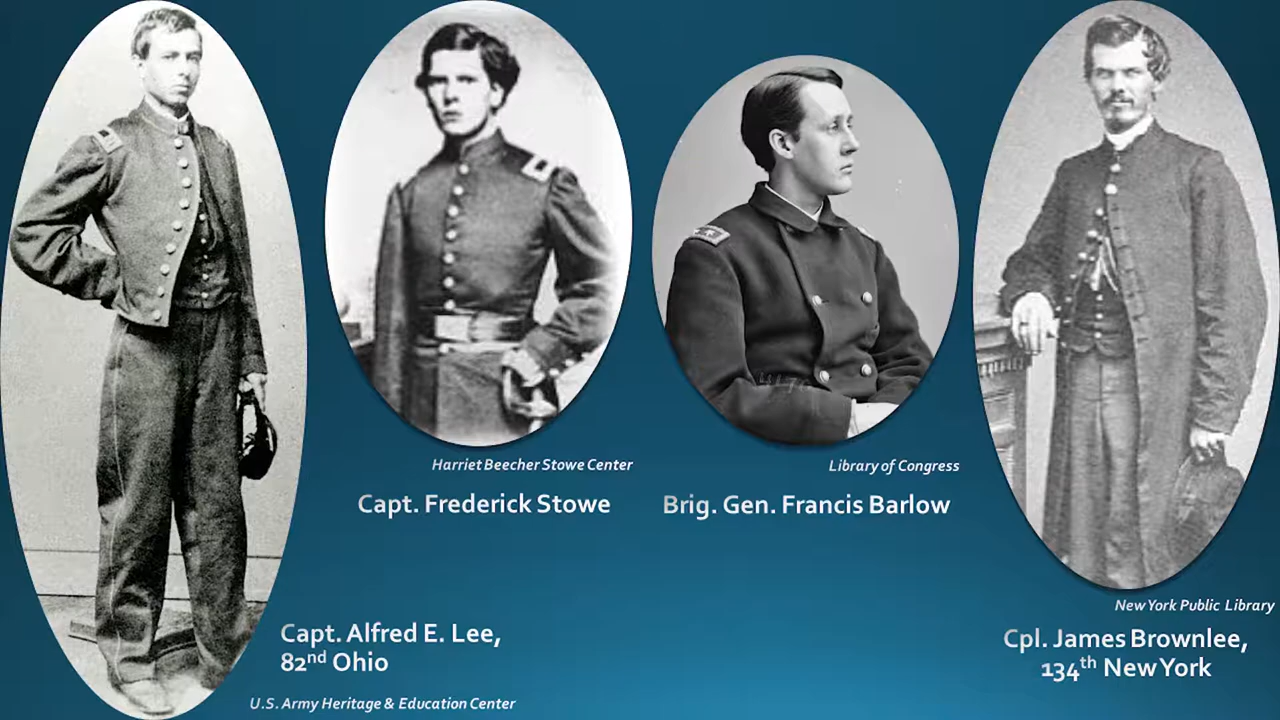 Harriet Beecher Stowe Center
Capt. Frederick Stowe
Library of Congress
Brig. Gen. Francis Barlow
New York Public Library
Cpl. James Brownlee,
134th New York
Capt. Alfred E. Lee,
82nd Ohio
U.S. Army Heritage & Education Center